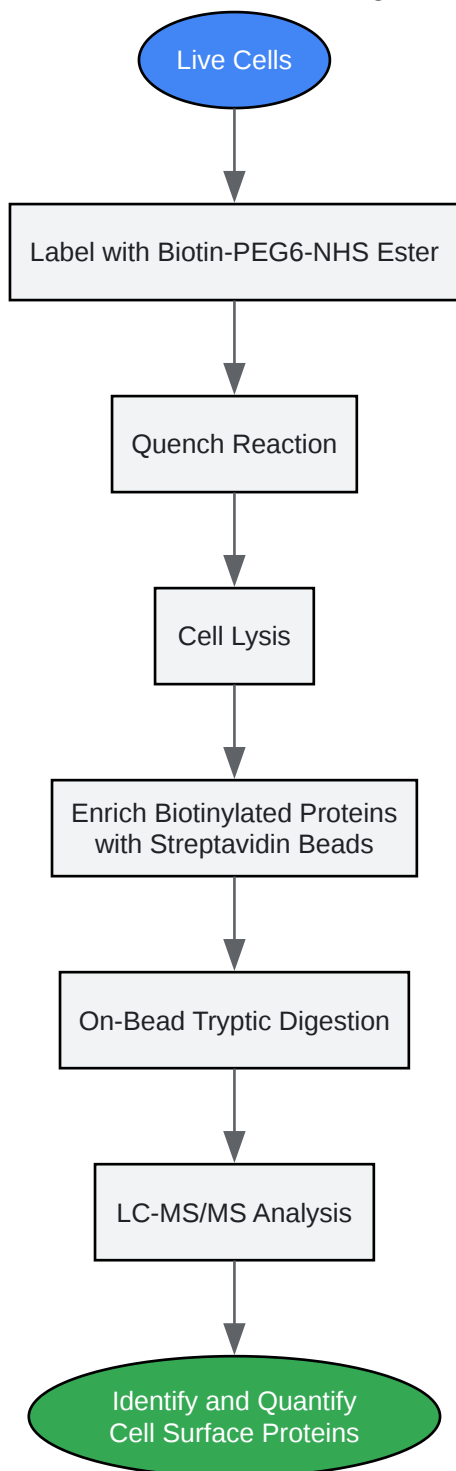 Live Cells
Label with Biotin-PEG6-NHS Ester
Quench Reaction
Cell Lysis
Enrich Biotinylated Proteins
with Streptavidin Beads
On-Bead Tryptic Digestion
LC-MS/MS Analysis
Identify and Quantify
Cell Surface Proteins